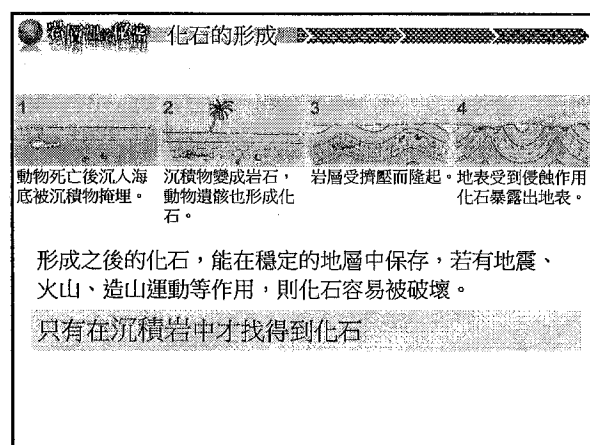 化石的形成
1
2
3
4
動物死亡後沉入海
底被沉積物掩埋。
沉積物變成岩石，
動物遺骸也形成化
石。
岩層受擠壓而隆起。
地表受到侵蝕作用
化石暴露出地表。
形成之後的化石，能在穩定的地層中保存，若有地震、
火山、造山運動等作用，則化石容易被破壞。
只有在沉積岩中才找得到化石